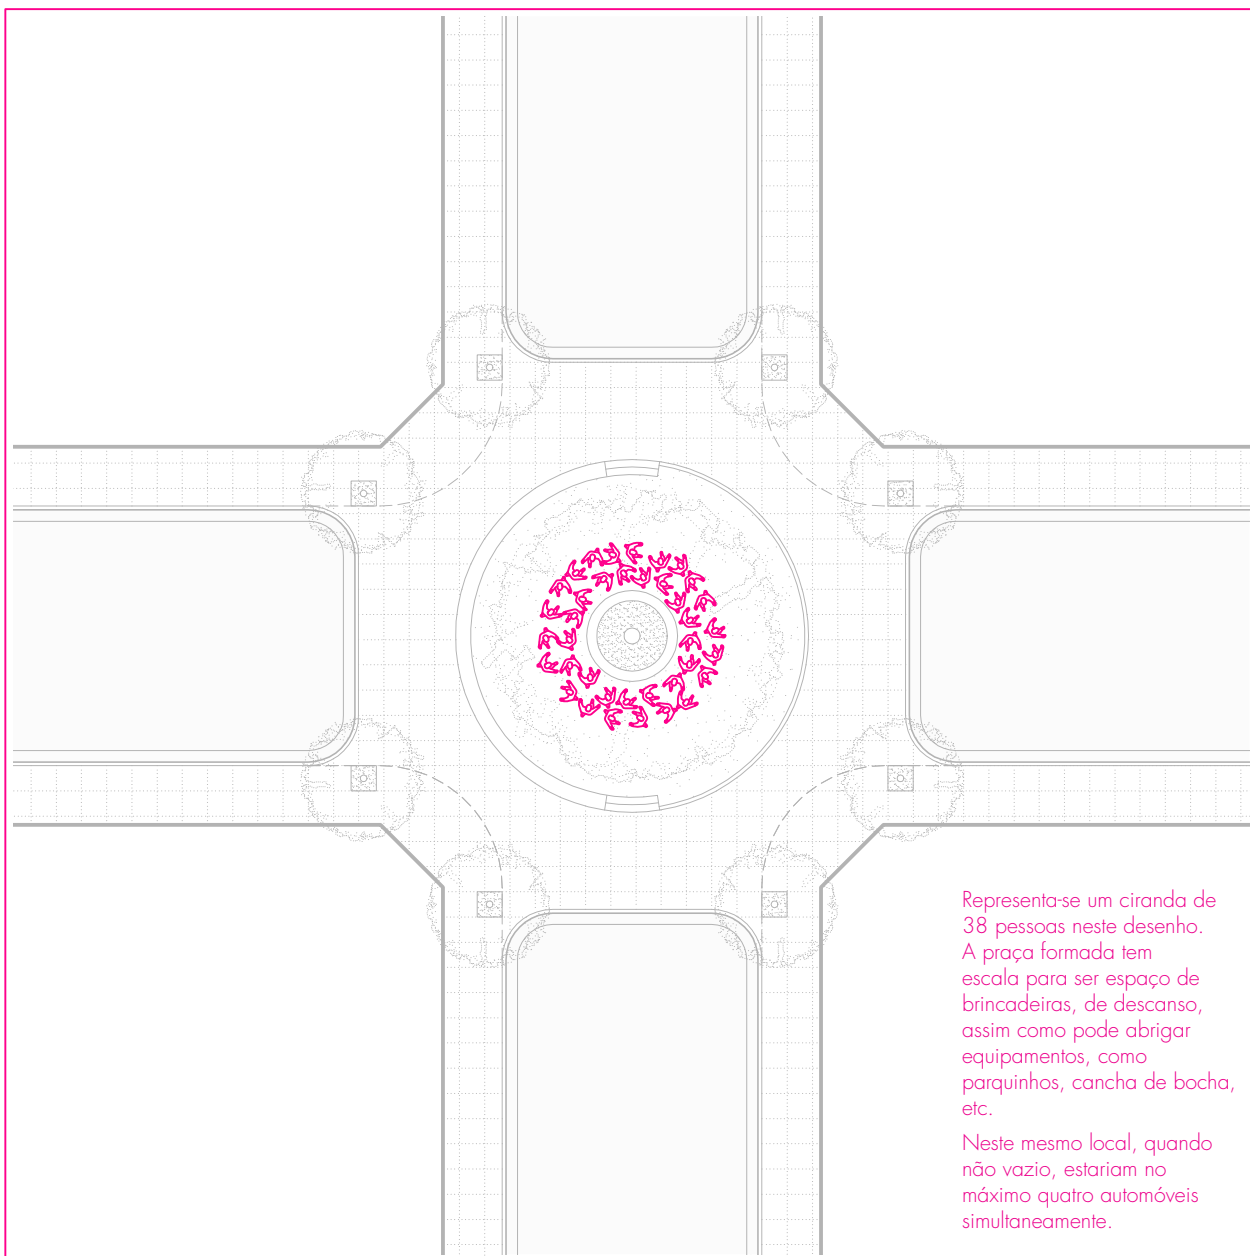 Representa-se um ciranda de
38 pessoas neste desenho.
A praça formada tem
escala para ser espaço de
brincadeiras, de descanso,
assim como pode abrigar
equipamentos, como
parquinhos, cancha de bocha,
etc.
Neste mesmo local, quando
não vazio, estariam no
máximo quatro automóveis
simultaneamente.